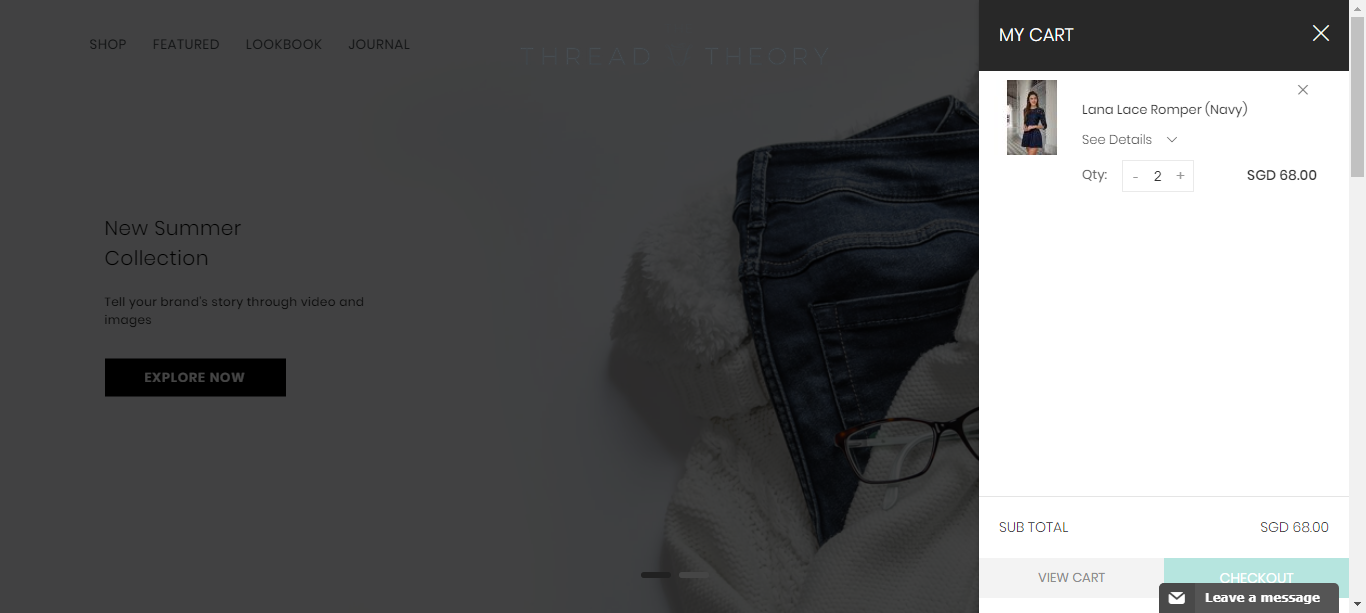 SHOP FEATURED LOOKBOOK JOURNAL
THREAD THEORY
New Summer
Collection
Tell your brand's story through video and
images
EXPLORE NOW
MY CART
Lana Lace Romper (Navy)
See Details
Qty: - 2 + SGD 68.00
SUB TOTAL SGD 68.00
VIEW CART CHECKOUT
Leave a message